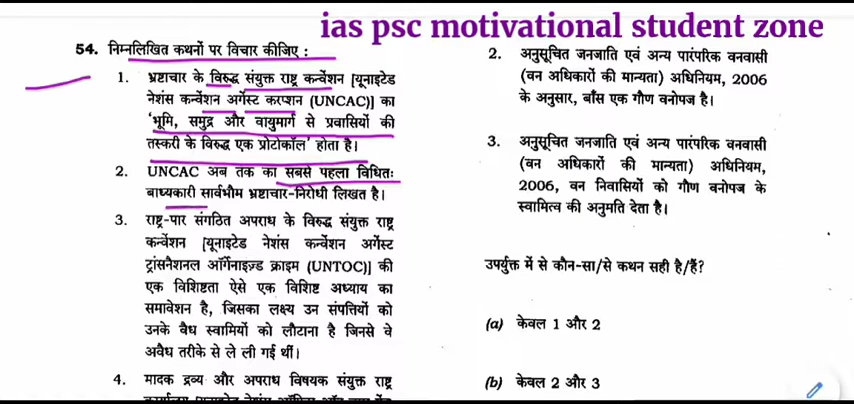 ias psc motivational student zone
54. निम्नलिखित कथनों पर विचार कीजिए :
1. भ्रष्टाचार के विरुद्ध संयुक्त राष्ट्र कन्वेंशन [यूनाइटेड
नेशंस कन्वेंशन अगेंस्ट करप्शन (UNCAC)] का
'भूमि, समुद्र और वायुमार्ग से प्रवासियों की
तस्करी के विरुद्ध एक प्रोटोकॉल' होता है।
2. UNCAC अब तक का सबसे पहला विधितः
बाध्यकारी सार्वभौम भ्रष्टाचार-निरोधी लिखत है।
3. राष्ट्र-पार संगठित अपराध के विरुद्ध संयुक्त राष्ट्र
कन्वेंशन [यूनाइटेड नेशंस कन्वेंशन अगेंस्ट
ट्रांसनैशनल ऑर्गेनाइज़्ड क्राइम (UNTOC)] की
एक विशिष्टता ऐसे एक विशिष्ट अध्याय का
समावेशन है, जिसका लक्ष्य उन संपत्तियों को
उनके वैध स्वामियों को लौटाना है जिनसे वे
अवैध तरीके से ले ली गई थीं।
4. मादक द्रव्य और अपराध विषयक संयुक्त राष्ट्र
2. अनुसूचित जनजाति एवं अन्य पारंपरिक वनवासी
(वन अधिकारों की मान्यता) अधिनियम, 2006
के अनुसार, बाँस एक गौण वनोपज है।
3. अनुसूचित जनजाति एवं अन्य पारंपरिक वनवासी
(वन अधिकारों की मान्यता) अधिनियम,
2006, वन निवासियों को गौण वनोपज के
स्वामित्व की अनुमति देता है।
उपर्युक्त में से कौन-सा/से कथन सही है/हैं?
(a) केवल 1 और 2
(b) केवल 2 और 3